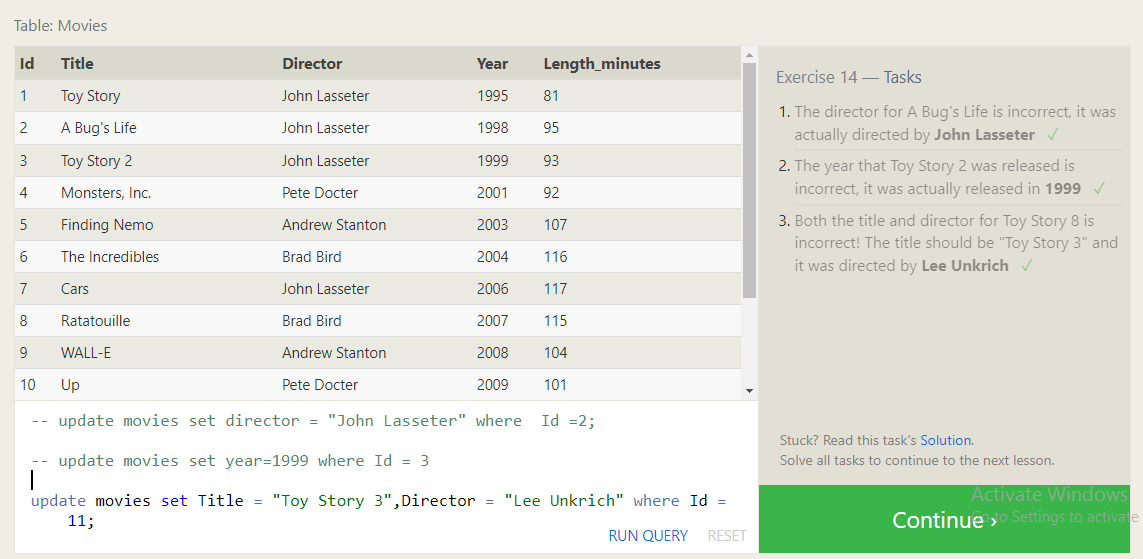 Table: Movies
Id Title Director Year Length_minutes
1 Toy Story John Lasseter 1995 81
2 A Bug's Life John Lasseter 1998 95
3 Toy Story 2 John Lasseter 1999 93
4 Monsters, Inc. Pete Docter 2001 92
5 Finding Nemo Andrew Stanton 2003 107
6 The Incredibles Brad Bird 2004 116
7 Cars John Lasseter 2006 117
8 Ratatouille Brad Bird 2007 115
9 WALL-E Andrew Stanton 2008 104
10 Up Pete Docter 2009 101
-- update movies set director = "John Lasseter" where  Id =2;
-- update movies set year=1999 where Id = 3
update movies set Title = "Toy Story 3",Director = "Lee Unkrich" where Id =
11;
RUN QUERY RESET
Exercise 14 — Tasks
1. The director for A Bug's Life is incorrect, it was
actually directed by John Lasseter ✓
2. The year that Toy Story 2 was released is
incorrect, it was actually released in 1999 ✓
3. Both the title and director for Toy Story 8 is
incorrect! The title should be "Toy Story 3" and
it was directed by Lee Unkrich ✓
Stuck? Read this task's Solution.
Solve all tasks to continue to the next lesson.
Continue ›
Activate Windows
Go to Settings to activate